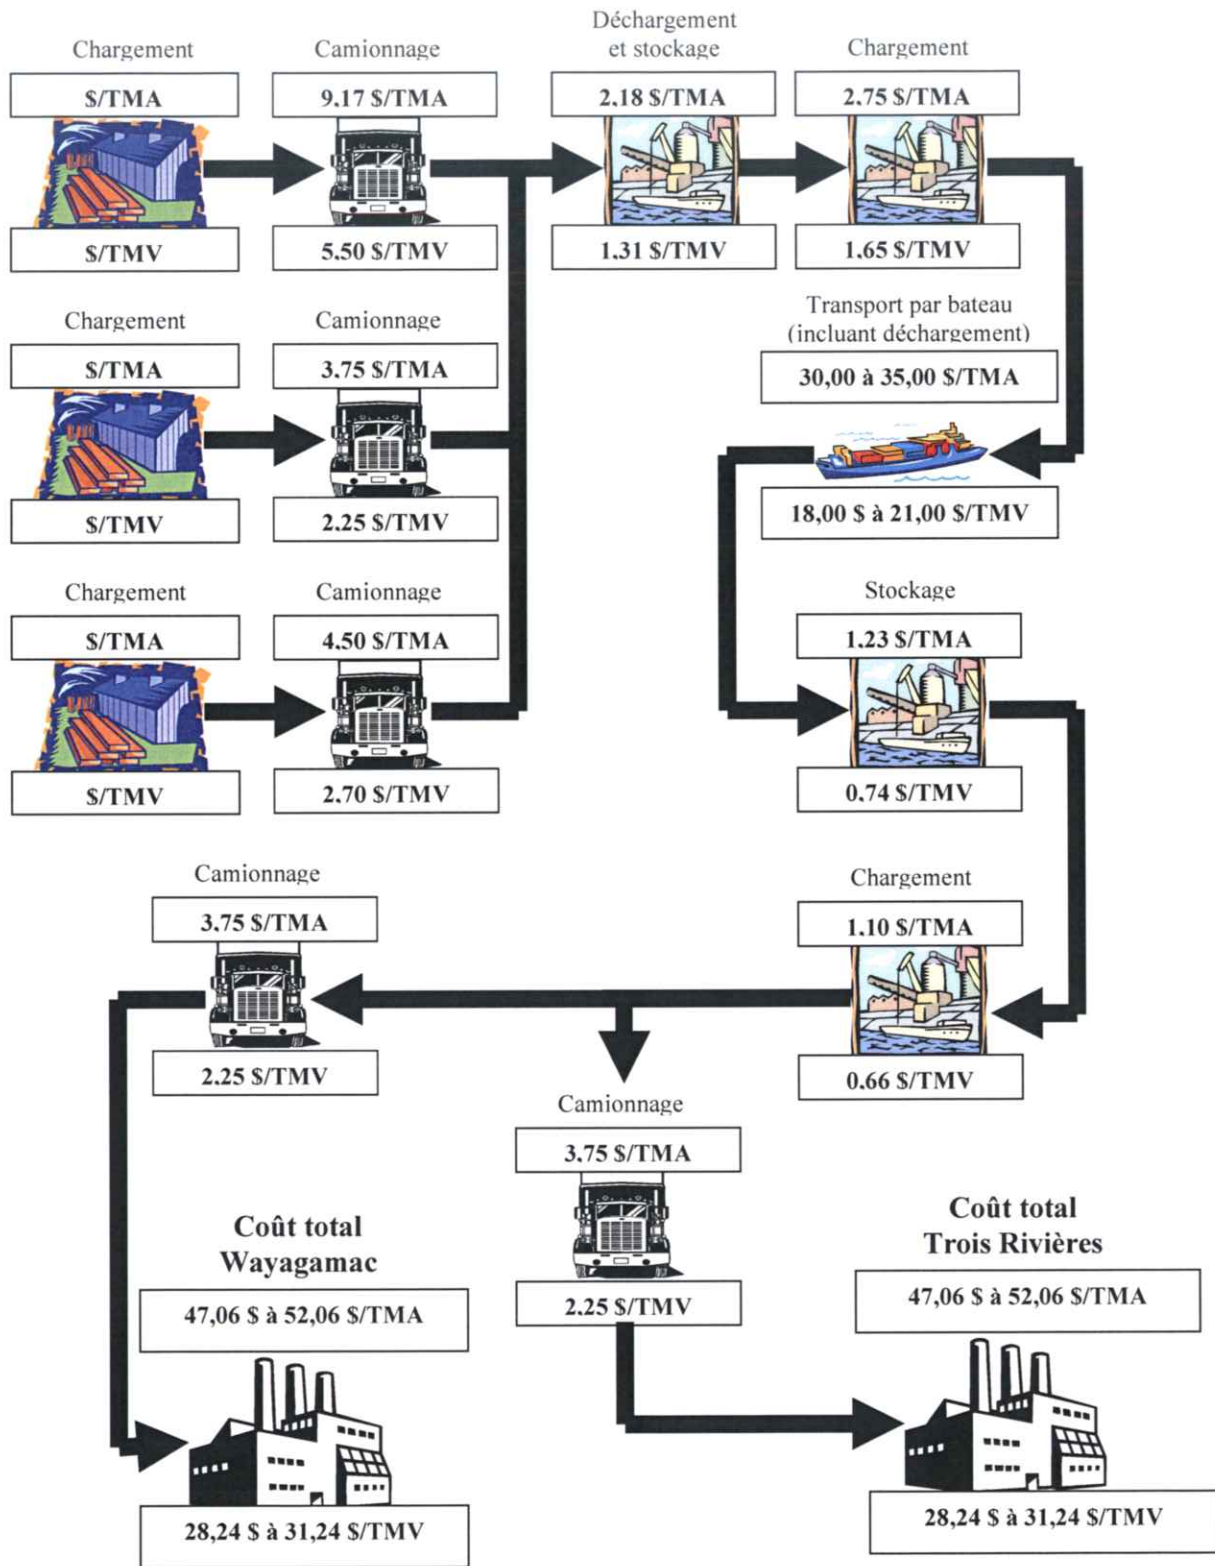 Chargement
$/TMA
$/TMV
Camionnage
9,17 $/TMA
5,50 $/TMV
Déchargement
et stockage
2,18 $/TMA
1,31 $/TMV
Chargement
2,75 $/TMA
1,65 $/TMV
Chargement
$/TMA
$/TMV
Camionnage
3,75 $/TMA
2,25 $/TMV
Transport par bateau
(incluant déchargement)
30,00 à 35,00 $/TMA
18,00 $ à 21,00 $/TMV
Chargement
$/TMA
$/TMV
Camionnage
4,50 $/TMA
2,70 $/TMV
Stockage
1,23 $/TMA
0,74 $/TMV
Chargement
1,10 $/TMA
0,66 $/TMV
Camionnage
3,75 $/TMA
2,25 $/TMV
Camionnage
3,75 $/TMA
2,25 $/TMV
Coût total
Wayagamac
47,06 $ à 52,06 $/TMA
28,24 $ à 31,24 $/TMV
Coût total
Trois Rivières
47,06 $ à 52,06 $/TMA
28,24 $ à 31,24 $/TMV